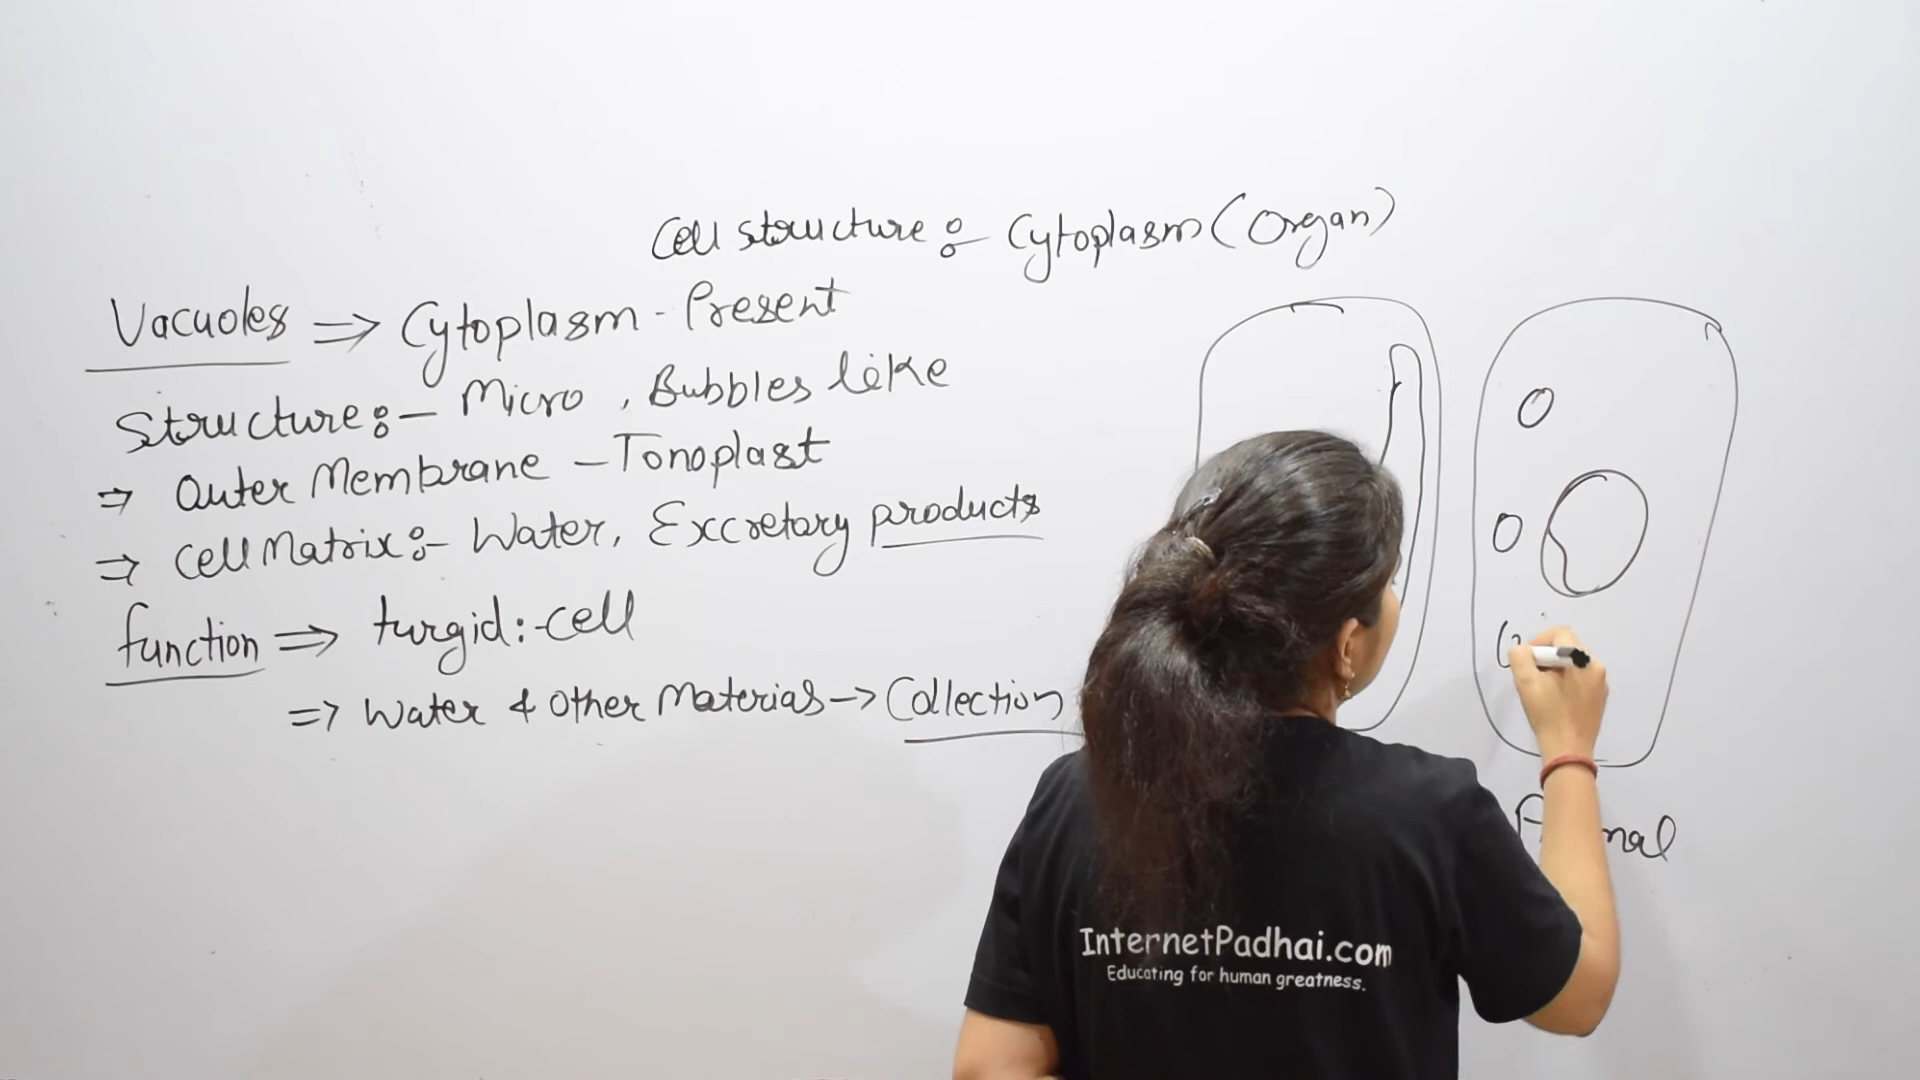 Cell structure :- Cytoplasm (Organ)
Vacuoles => Cytoplasm - Present
Structure :- Micro, Bubbles like
=> Outer Membrane - Tonoplast
=> Cell Matrix :- Water, Excretory products
function => turgid :- cell
=> Water & Other Materials -> Collection
InternetPadhai.com
Educating for human greatness.